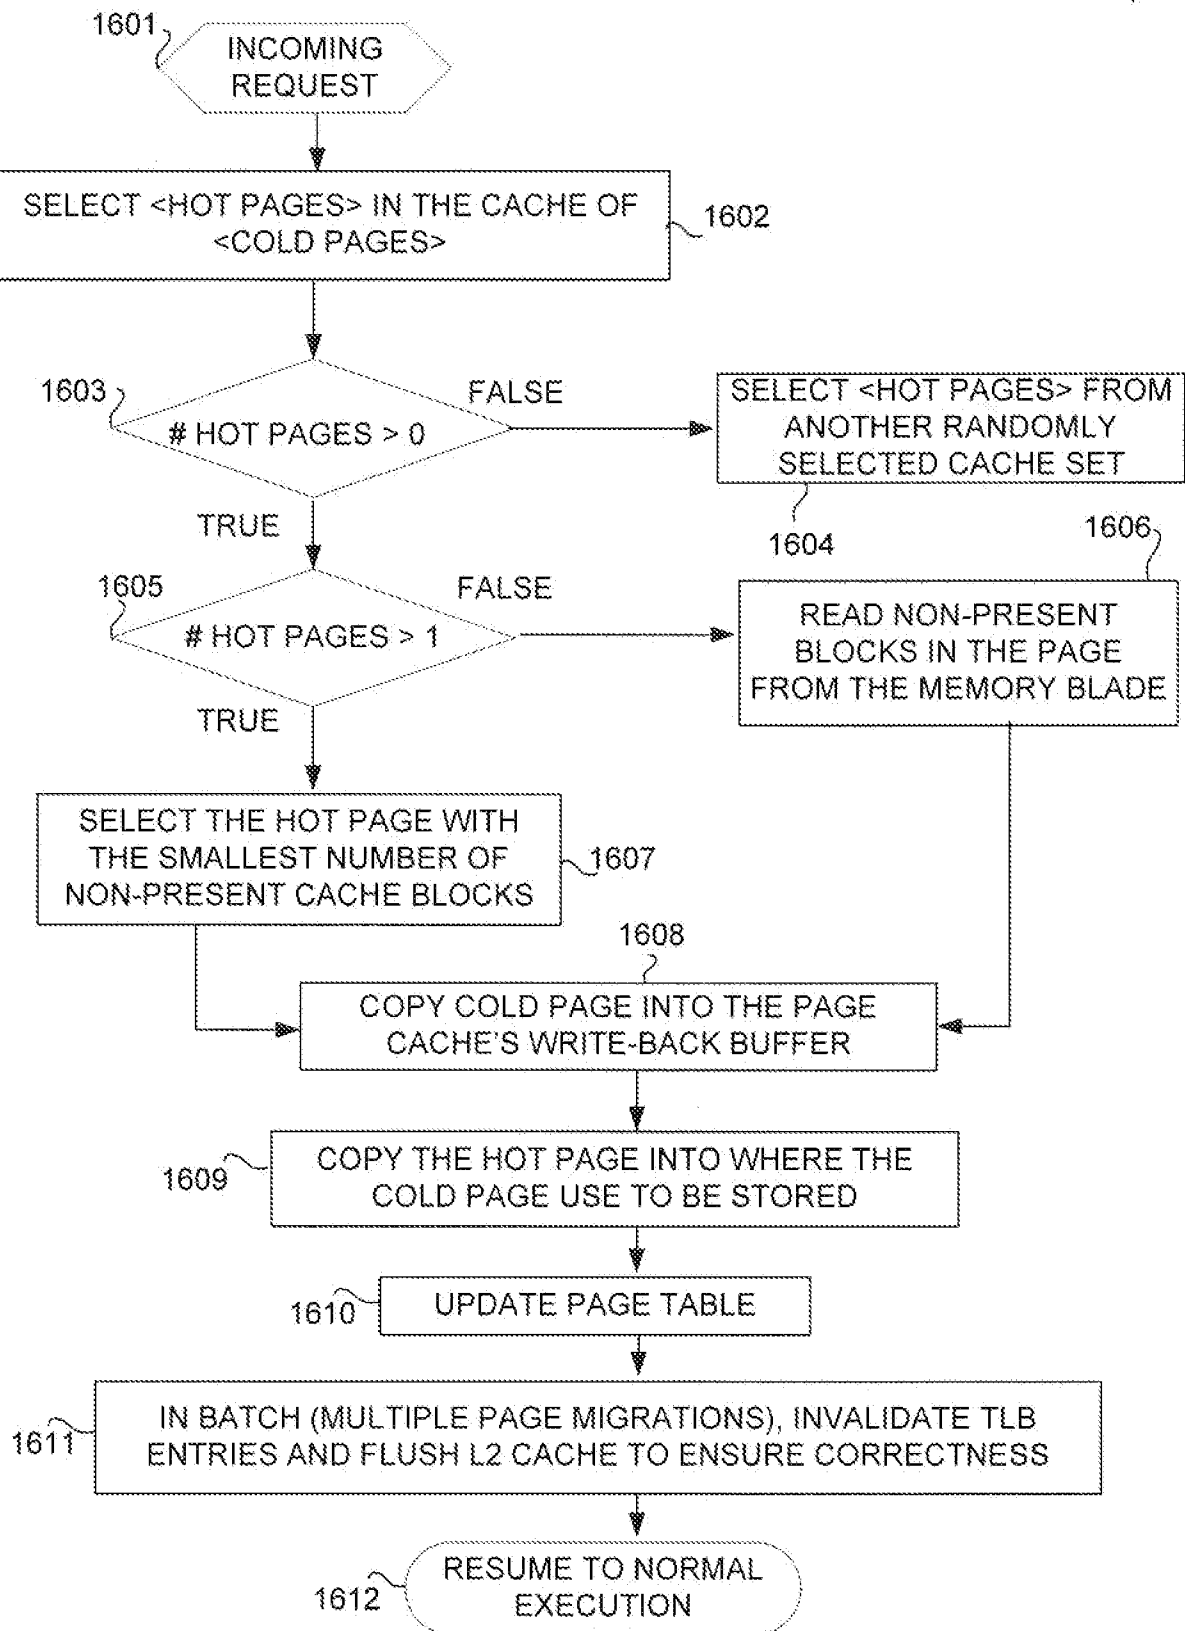 1601
INCOMING
REQUEST
SELECT <HOT PAGES> IN THE CACHE OF
<COLD PAGES>
1602
1603
# HOT PAGES > 0
FALSE
SELECT <HOT PAGES> FROM
ANOTHER RANDOMLY
SELECTED CACHE SET
1604
TRUE
1605
# HOT PAGES > 1
FALSE
1606
READ NON-PRESENT
BLOCKS IN THE PAGE
FROM THE MEMORY BLADE
TRUE
SELECT THE HOT PAGE WITH
THE SMALLEST NUMBER OF
NON-PRESENT CACHE BLOCKS
1607
1608
COPY COLD PAGE INTO THE PAGE
CACHE'S WRITE-BACK BUFFER
1609
COPY THE HOT PAGE INTO WHERE THE
COLD PAGE USE TO BE STORED
1610
UPDATE PAGE TABLE
1611
IN BATCH (MULTIPLE PAGE MIGRATIONS), INVALIDATE TLB
ENTRIES AND FLUSH L2 CACHE TO ENSURE CORRECTNESS
1612
RESUME TO NORMAL
EXECUTION